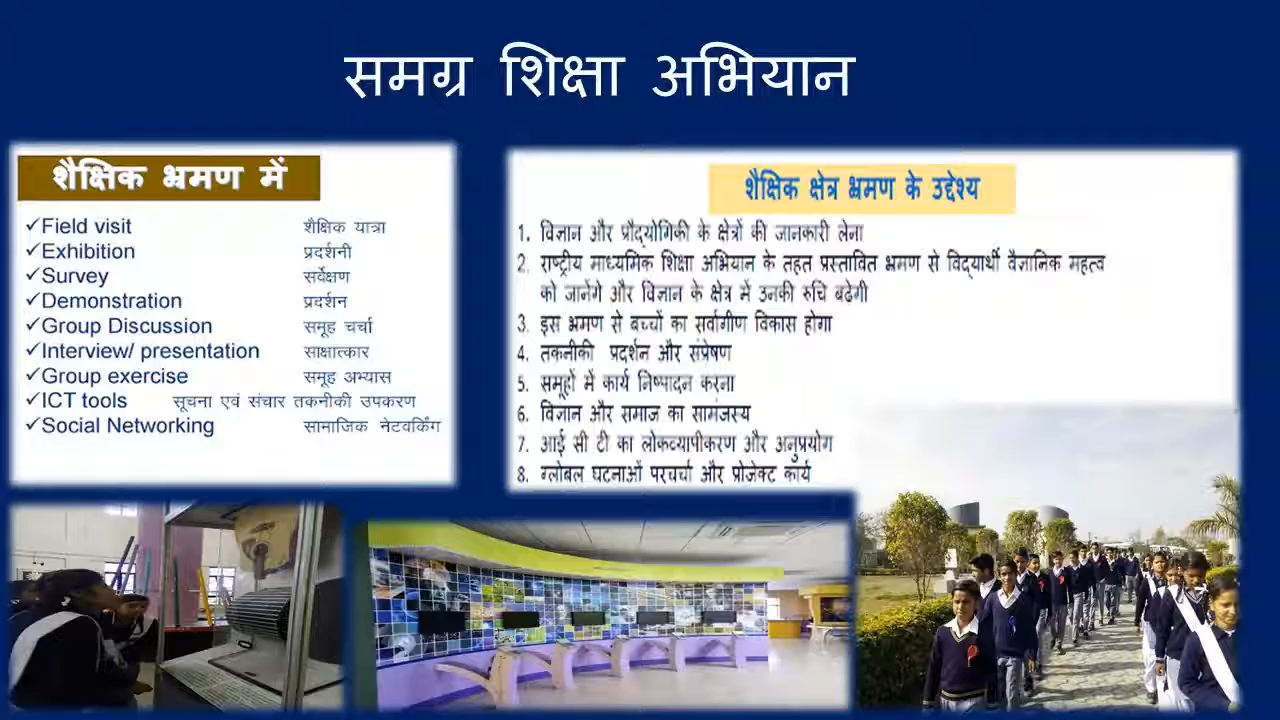 समग्र शिक्षा अभियान
शैक्षिक भ्रमण में
✓Field visit शैक्षिक यात्रा
✓Exhibition प्रदर्शनी
✓Survey सर्वेक्षण
✓Demonstration प्रदर्शन
✓Group Discussion समूह चर्चा
✓Interview/ presentation साक्षात्कार
✓Group exercise समूह अभ्यास
✓ICT tools सूचना एवं संचार तकनीकी उपकरण
✓Social Networking सामाजिक नेटवर्किंग
शैक्षिक क्षेत्र भ्रमण के उद्देश्य
1. विज्ञान और प्रौद्योगिकी के क्षेत्रों की जानकारी लेना
2. राष्ट्रीय माध्यमिक शिक्षा अभियान के तहत प्रस्तावित भ्रमण से विद्यार्थी वैज्ञानिक महत्व
को जानेंगे और विज्ञान के क्षेत्र में उनकी रुचि बढेगी
3. इस भ्रमण से बच्चों का सर्वागीण विकास होगा
4. तकनीकी प्रदर्शन और संप्रेषण
5. समूहों में कार्य निष्पादन करना
6. विज्ञान और समाज का सामंजस्य
7. आई सी टी का लोकव्यापीकरण और अनुप्रयोग
8. ग्लोबल घटनाओं परचर्चा और प्रोजेक्ट कार्य